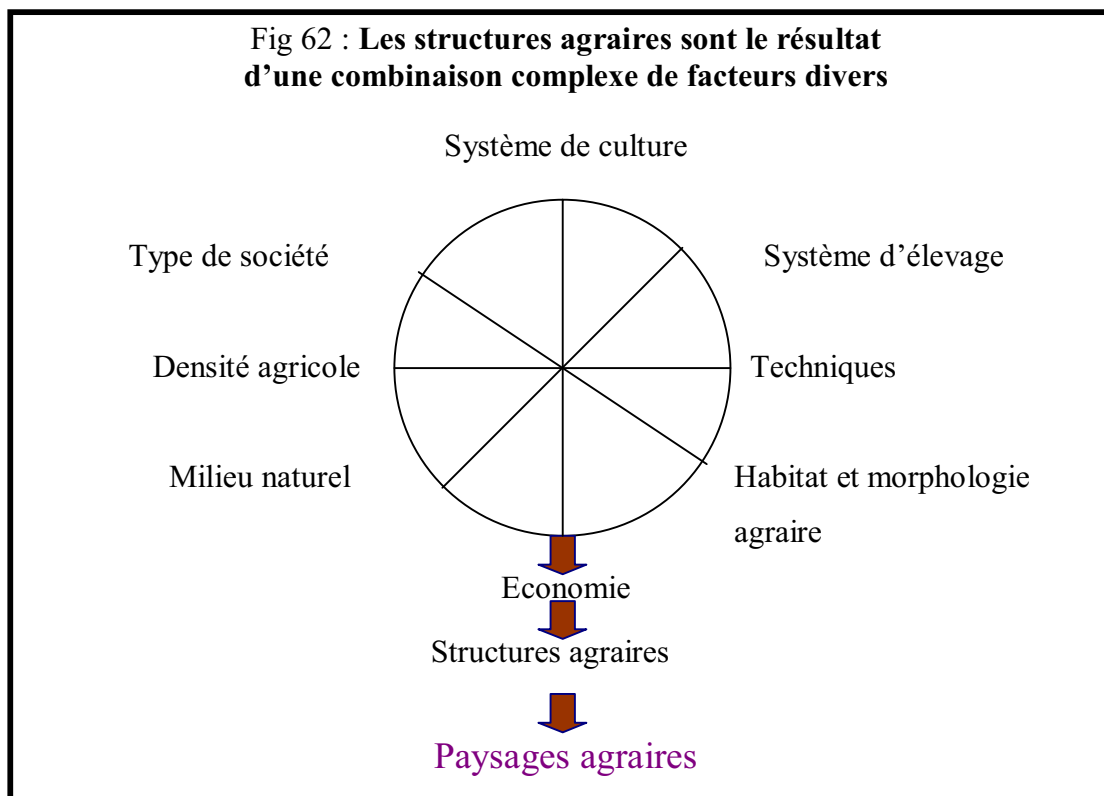 Fig 62 : Les structures agraires sont le résultat
d’une combinaison complexe de facteurs divers
Système de culture
Type de société
Système d’élevage
Densité agricole
Techniques
Milieu naturel
Habitat et morphologie
agraire
Economie
Structures agraires
Paysages agraires